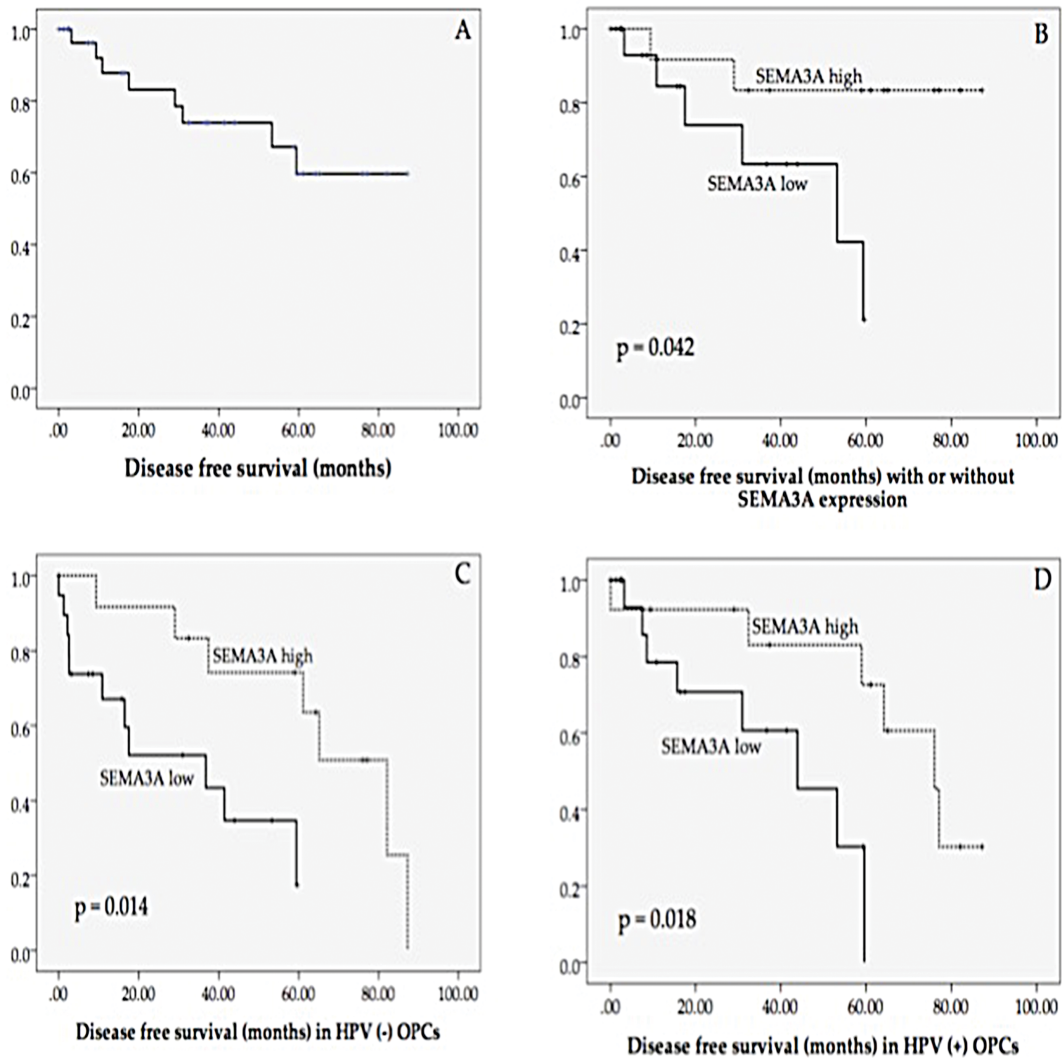 A
1.0
0.8
0.6
0.4
0.2
0.0
.00 20.00 40.00 60.00 80.00 100.00
Disease free survival (months)
B
1.0
0.8
0.6
0.4
0.2
0.0
SEMA3A high
SEMA3A low
p = 0.042
.00 20.00 40.00 60.00 80.00 100.00
Disease free survival (months) with or without
SEMA3A expression
C
1.0
0.8
0.6
0.4
0.2
0.0
SEMA3A high
SEMA3A low
p = 0.014
.00 20.00 40.00 60.00 80.00 100.00
Disease free survival (months) in HPV (-) OPCs
D
1.0
0.8
0.6
0.4
0.2
0.0
SEMA3A high
SEMA3A low
p = 0.018
.00 20.00 40.00 60.00 80.00 100.00
Disease free survival (months) in HPV (+) OPCs